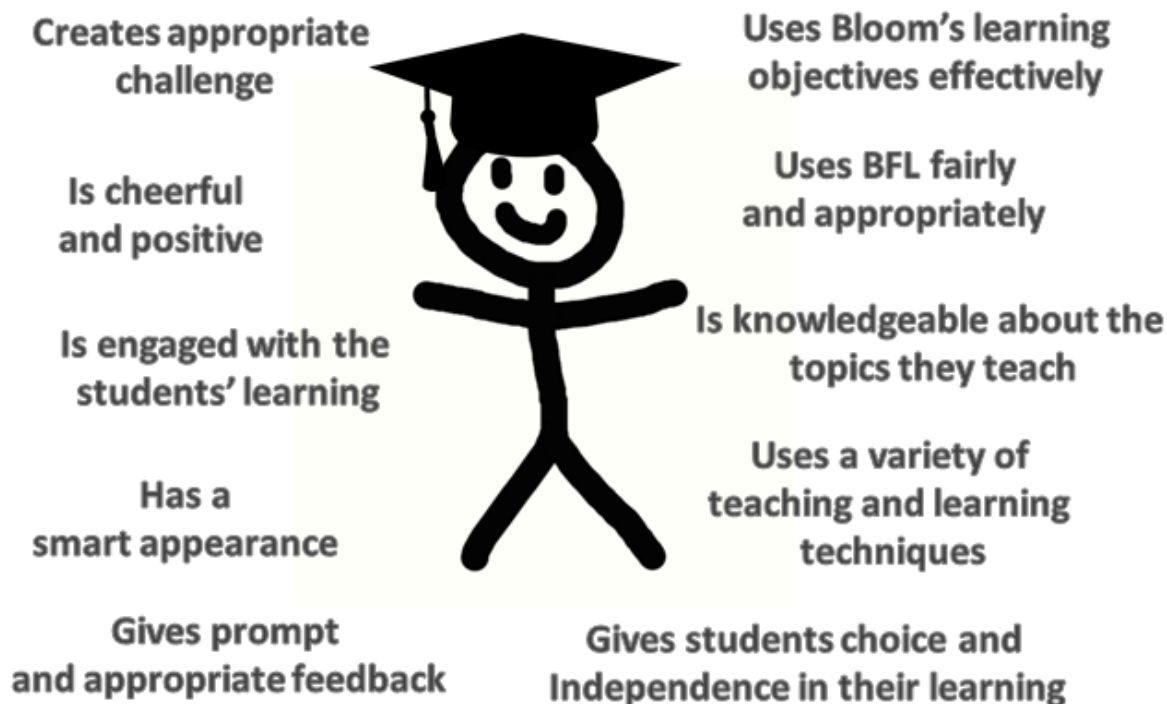 Creates appropriate
challenge
Is cheerful
and positive
Is engaged with the
students' learning
Has a
smart appearance
Gives prompt
and appropriate feedback
Uses Bloom's learning
objectives effectively
Uses BFL fairly
and appropriately
Is knowledgeable about the
topics they teach
Uses a variety of
teaching and learning
techniques
Gives students choice and
Independence in their learning